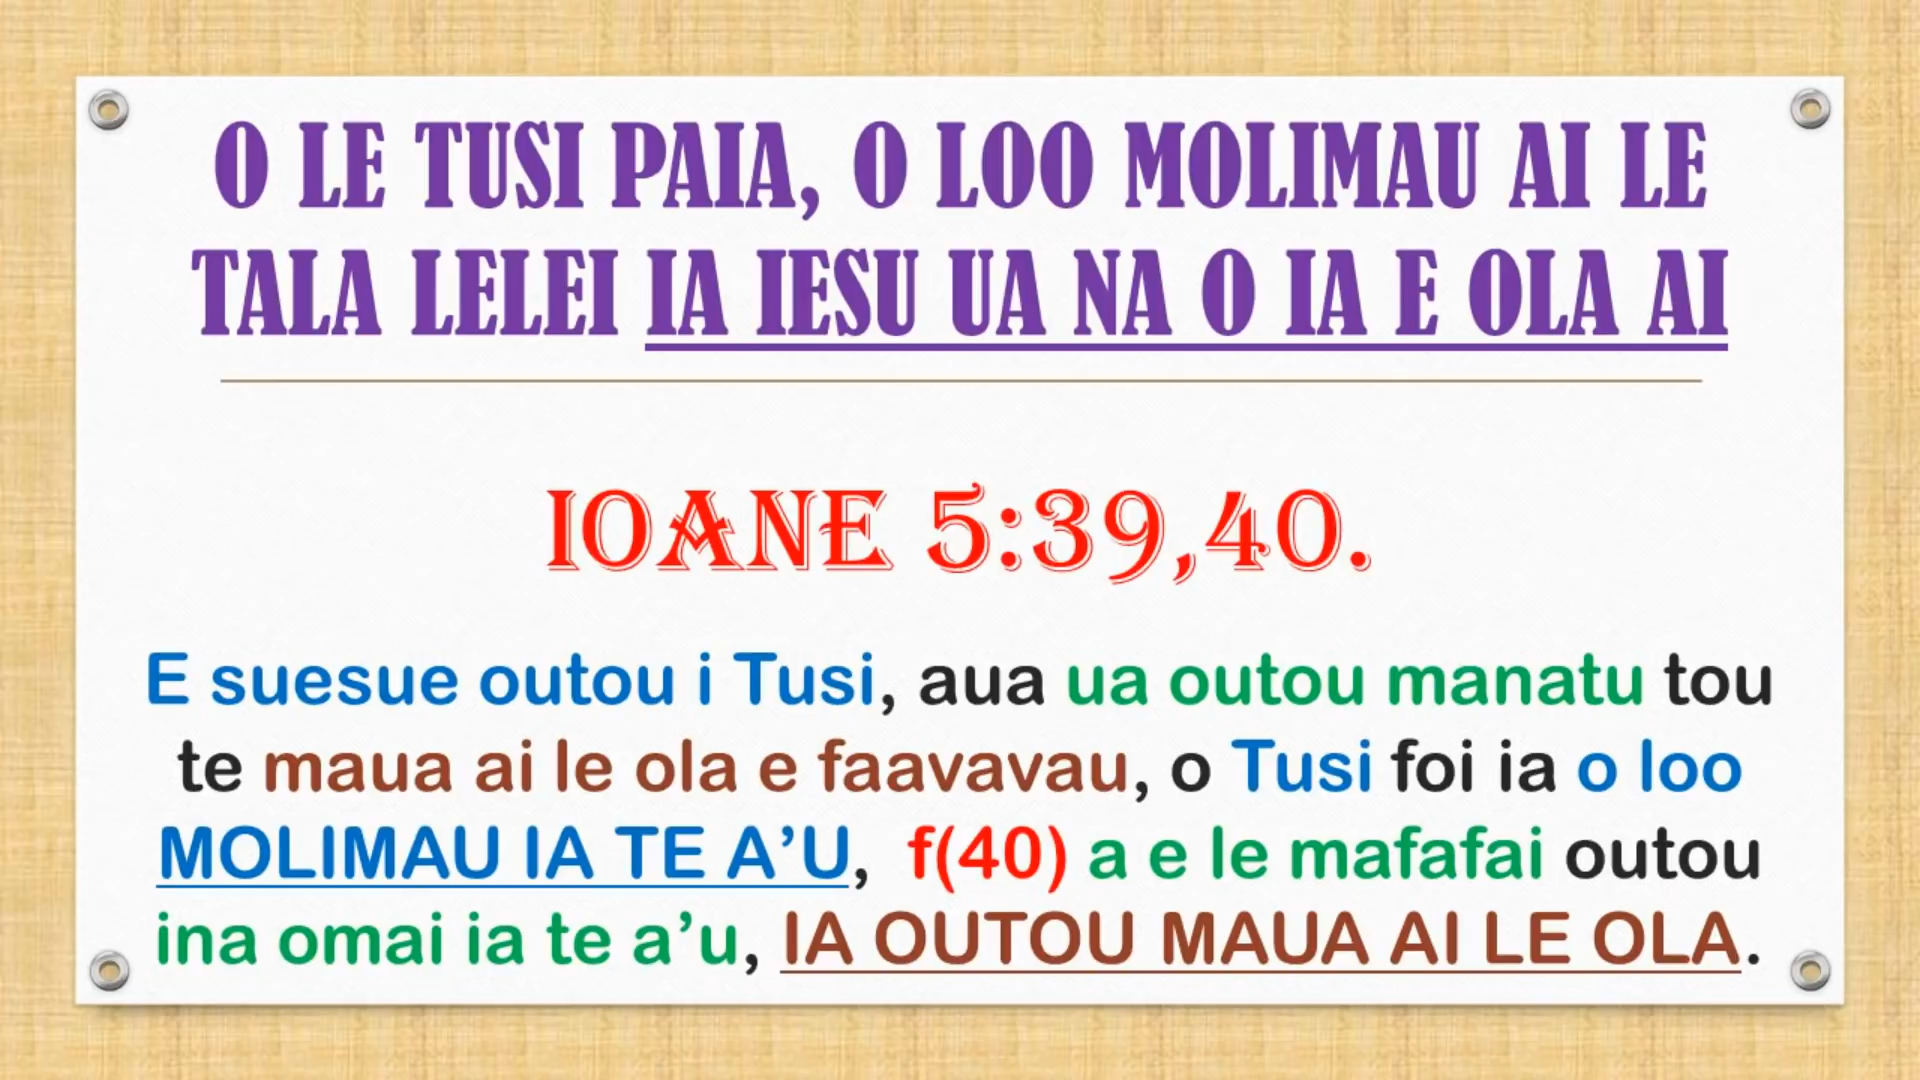 O LE TUSI PAIA, O LOO MOLIMAU AI LE
TALA LELEI IA IESU UA NA O IA E OLA AI
IOANE 5:39,40.
E suesue outou i Tusi, aua ua outou manatu tou
te maua ai le ola e faavavau, o Tusi foi ia o loo
MOLIMAU IA TE A’U, f(40) a e le mafafai outou
ina omai ia te a’u, IA OUTOU MAUA AI LE OLA.